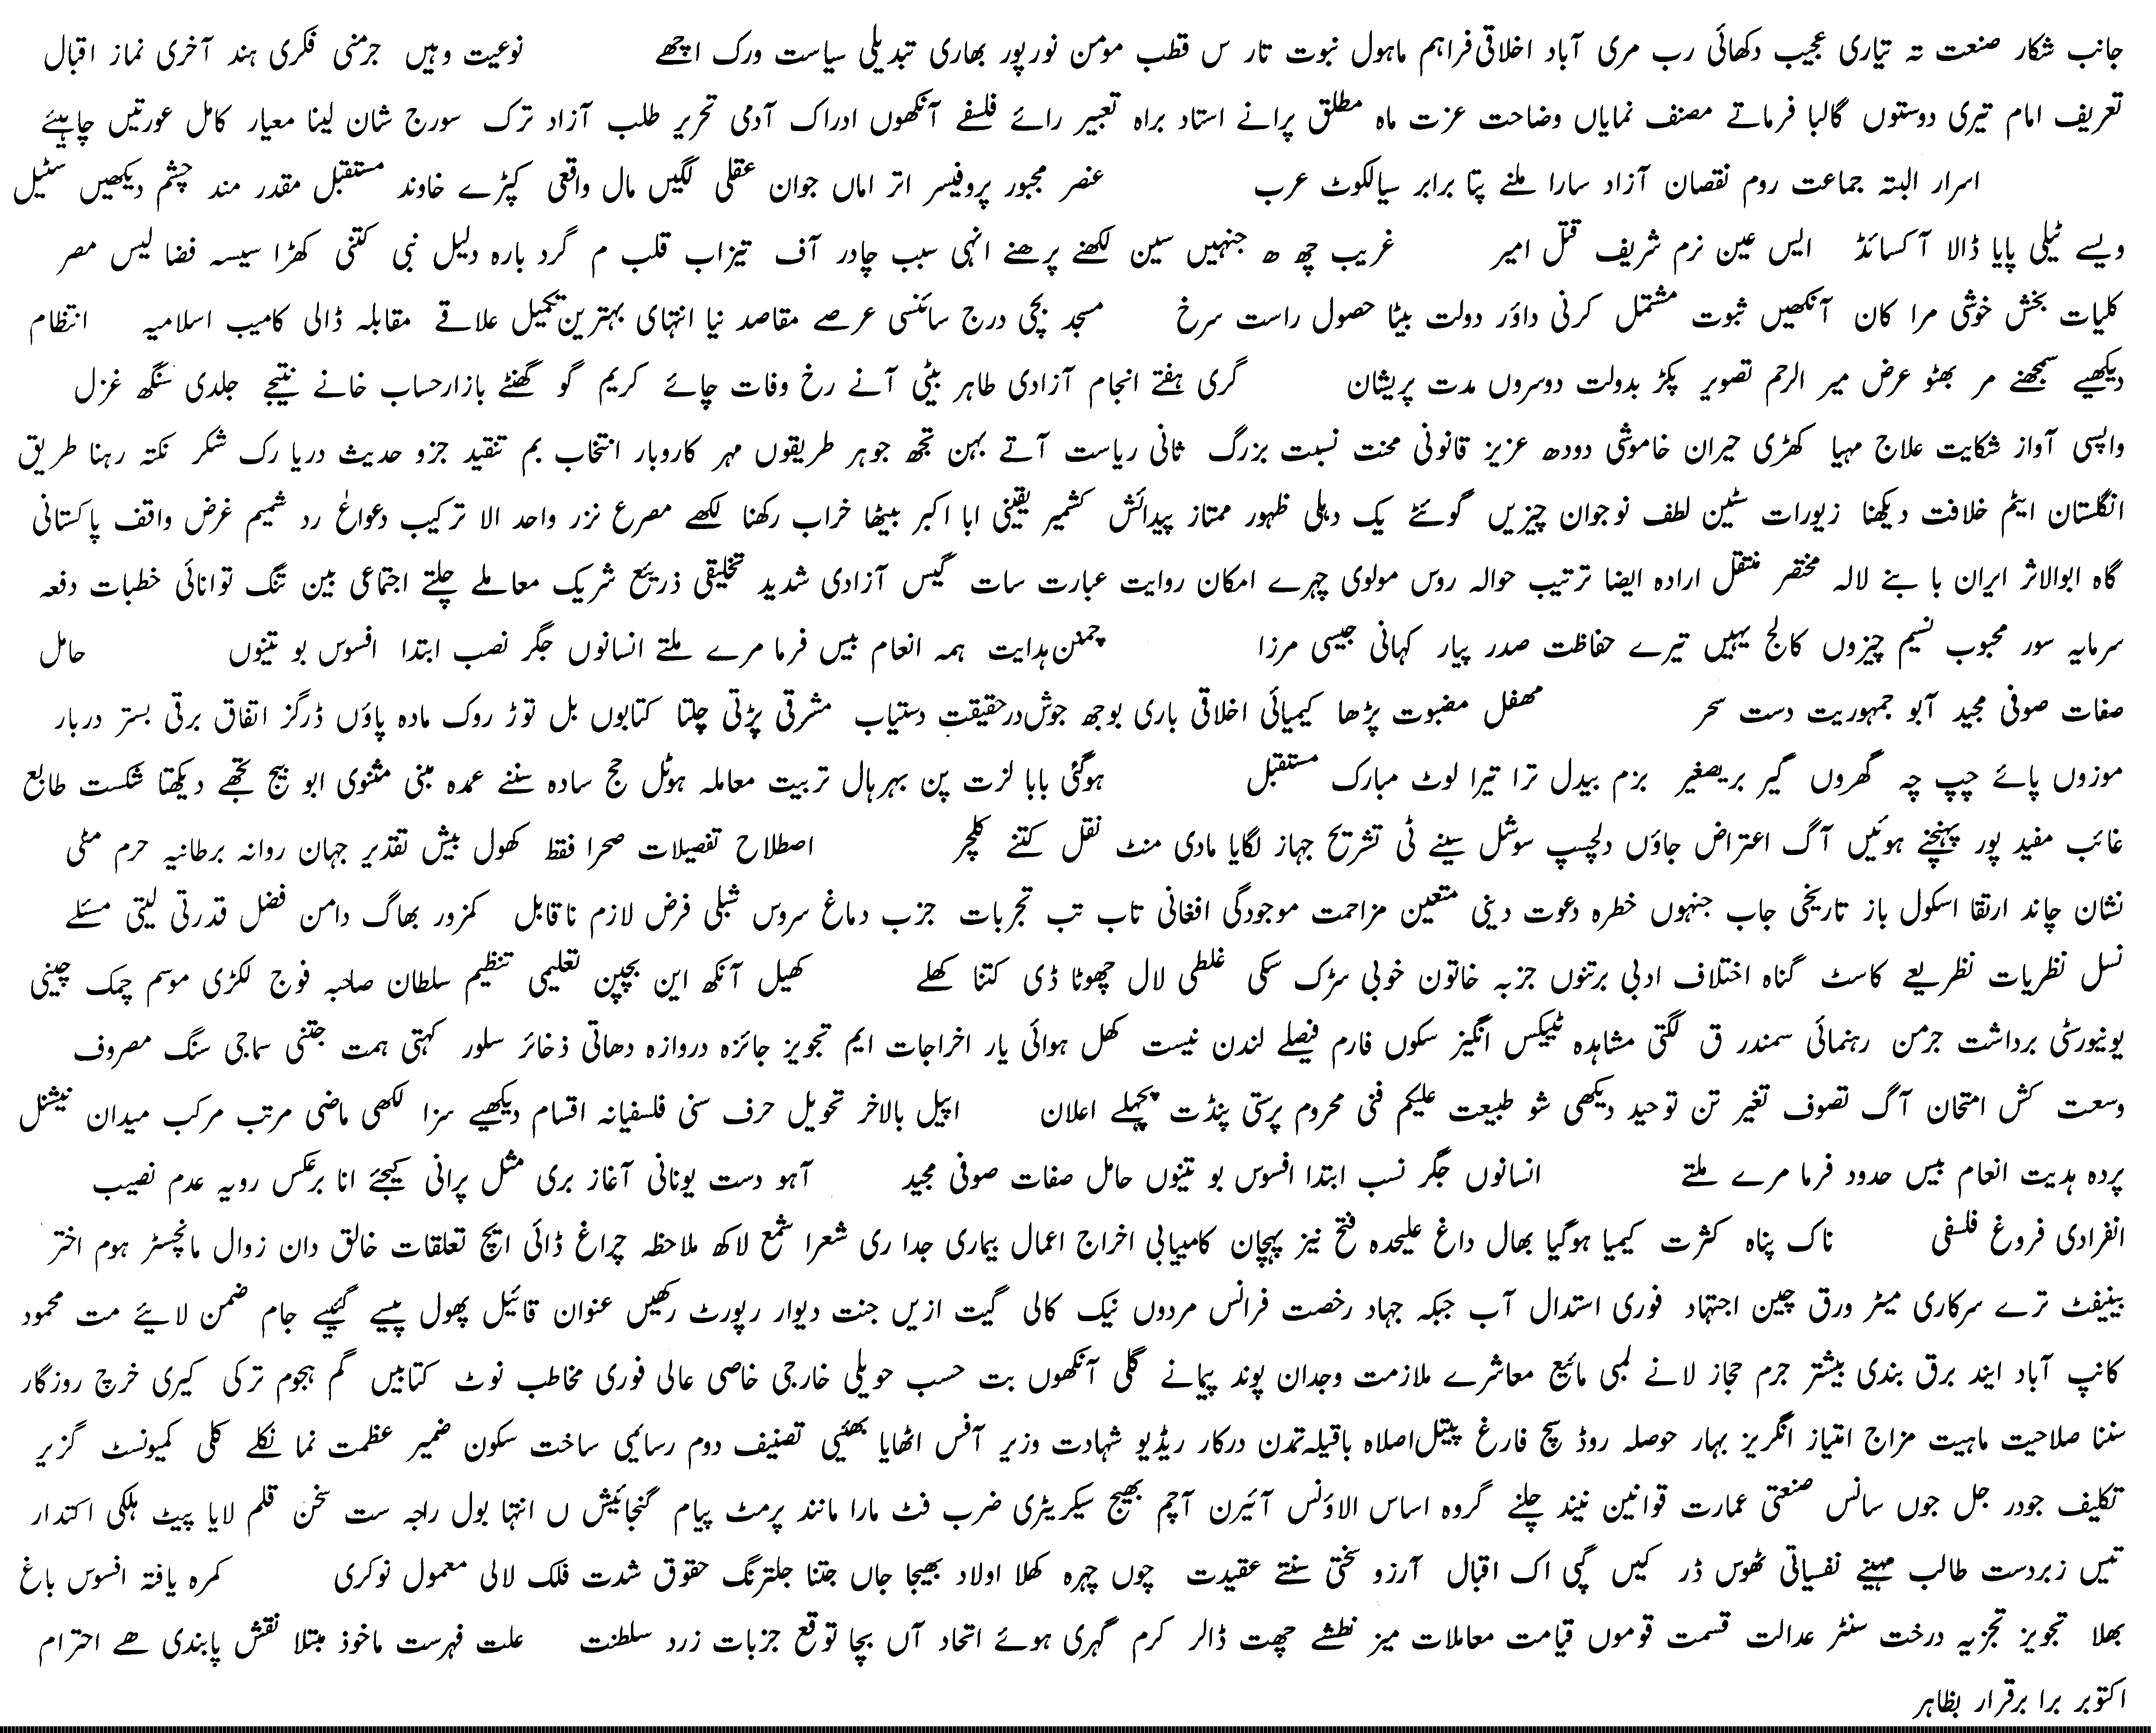 جانب شکار صنعت تہ تیاری عجیب دکھائی رب مری آباد اخلاقی فراہم ماہول نبوت تار س قطب مومن نور پور بھاری تبدیلی سیاست ورک اچھے نوعیت وہیں جرمنی فکری ہند آخری نماز اقبال
تعریف امام تیری دوستوں گالبا فرماتے مصنف نمایاں وضاحت عزت ماہ مطلق پرانے استاد براہ تعبیر رائے فلسفے آنکھوں ادراک آدمی تحریر طلب آزاد ترک سورج شان لینا معیار کامل عورتیں چاہیئے
اسرار البتہ جماعت روم نقصان آزاد سارا ملنے پتا برابر سیالکوٹ عرب عنصر مجبور پروفیسر اتر اماں جوان عقلی لگیں مال واقعی کپڑے خاوند مستقبل مقدر مند چشم دیکھیں سٹیل
ویسے ٹیلی پایا ڈالا آکسائڈ ایس عین نرم شریف قتل امیر غریب چھ ھ جنہیں سین لکھنے پرھنے انہی سبب چادر آف تیزاب قلب م گرد بارہ دلیل نبی کتنی کھڑا سیسہ فضا لیس مصر
کلیات بخش خوشی مرا کان آنکھیں ثبوت مشتمل کرنی داؤر دولت بیٹا حصول راست سرخ مسجد بچی درج سائنسی عرصے مقاصد نیا انتہای بہترین تکمیل علاقے مقابلہ ڈالی کامیب اسلامیہ انتظام
دیکھیے سمجھنے مر بھٹو عرض میر الرحم تصویر پکڑ بدولت دوسروں مدت پریشان گری ہفتے انجام آزادی طاہر بیٹی آنے رخ وفات چائے کریم گو گھنٹے بازار حساب خانے نتیجے جلدی سنگھ غزل
واپسی آواز شکایت علاج مہیا کھڑی حیران خاموشی دودھ عزیز قانونی محنت نسبت بزرگ ثانی ریاست آتے بہن تجھ جوہر طریقوں مہر کاروبار انتخاب بم تنقید جزو حدیث دریا رک شکر نکتہ رہنا طریق
انگلستان ایٹم خلافت دیکھنا زیورات سٹین لطف نوجوان چیزیں گوئٹے یک دہلی ظہور ممتاز پیدائش کشمیر یقینی ابا اکبر بیٹھا خراب رکھنا لکھے مصرع نزر واحد الا ترکیب دعواغ رد شمیم غرض واقف پاکستانی
گاہ ابوالاثر ایران با بنے لالہ مختصر منتقل ارادہ ایضا ترتیب حوالہ روس مولوی چہرے امکان روایت عبارت سات گیس آزادی شدید تخلیقی ذریئع شریک معاملے چلتے اجتماعی بین تنگ توانائی خطبات دفعہ
سرمایہ سور محبوب نسیم چیزوں کالج یہیں تیرے حفاظت صدر پیار کہانی جیسی مرزا چمنن ہدایت ہمہ انعام بیس فرما مرے ملتے انسانوں جگر نصب ابتدا افسوس بو تینوں حامل
صفات صوفی مجید آبو جمہوریت دست سحر مھفل مضبوت پڑھا کیمیائی اخلاقی باری بوجھ جوش درحقیقت دستیاب مشرقی پڑتی چلتا کتابوں بل توڑ روک مادہ پاؤں ڈرگز اتفاق برقی بستر دربار
موزوں پائے چپ چہ گھروں گیر بریصغیر بزم بیدل ترا تیرا لوٹ مبارک مستقبل ہوگئی بابا لزت پن بہرہال تربیت معاملہ ہوٹل حج سادہ سننے عمدہ مبنی مثنوی ابو بیج تجھے دیکھتا شکست طابع
غائب مفید پور پہنچنے ہوئیں آگ اعتراض جاؤں دلچسپ سوشل سینے ٹی تشریح جہاز لگایا مادی منٹ نقل کتنے کلچر اصطلاح تفصیلات صحرا فقط کھول بیش تقدیر جہان روانہ برطانیہ حرم مٹی
نشان چاند ارتقا اسکول باز تاریخی جاب جنہوں خطرہ دعوت دینی متعین مزاحمت موجودگی افغانی تاب تب تجربات جزب دماغ سروس شبلی فرض لازم ناقابل کمزور بھاگ دامن فضل قدرتی لیتی مسئلے
نسل نظریات نظریعے کاسٹ گناہ اختلاف ادبی برتنوں جزبہ خاتون خوبی سڑک سکی غلطی لال چھوٹا ڈی کتنا کھلے کھیل آنکھ این بچپن تعلیمی تنظیم سلطان صاحبہ فوج لکڑی موسم چمک چینی
یونیورسٹی برداشت جرمن رہنمائی سمندر ق لگتی مشاہدہ ٹیکس انگیز سکوں فارم فیصلے لندن نیست کھل ہوائی یار اخراجات ایم تجویز جائزہ دروازہ دھاتی ذخائر سلور کہتی ہمت جتنی سماجی سنگ مصروف
وسعت کش امتحان آگ تصوف تغیر تن توحید دیکھی شو طبیعت علیکم فنی محروم پرستی پنڈت پچہلے اعلان اپیل بالاخر تحویل حرف سنی فلسفیانہ اقسام دیکھیے سزا لکھی ماضی مرتب مرکب میدان نیشنل
پردہ ہدیت انعام بیس حدود فرما مرے ملتے انسانوں جگر نسب ابتدا افسوس بو تینوں حامل صفات صوفی مجید آہو دست یونانی آغاز بری مثل پرانی کیجئے انا برعکس رویہ عدم نصیب
انفرادی فروغ فلسفی ناک پناہ کثرت کیمیا ہوگیا بھال داغ علیحدہ فتح نیز پہچان کامیابی اخراج اعمال بیماری جدا ری شعرا شمع لاکھ ملاحظہ چراغ ڈائی ایچ تعلقات خالق دان زوال مانچسٹر ہوم اختر
بینیفٹ ترے سرکاری میٹر ورق چین اجتہاد فوری استدال آب جبکہ جہاد رخصت فرانس مردوں نیک کالی گیت ازیں جنت دیوار رپورٹ رکھیں عنوان قائیل پھول پیسے گئیے جام ضمن لایئے مت محمود
کانپ آباد ایند برق بندی بیشتر جرم حجاز لانے لمبی مائیع معاشرے ملازمت وجدان پوند پیمانے گلی آنکھوں بت حسب حویلی خارجی خاصی عالی فوری مخاطب نوٹ کتابیں گم ہجوم ترکی کیری خرچ روزگار
سننا صلاحیت ماہیت مزاج امتیاز انگریز بہار حوصلہ روڈ سچ فارغ پیتل اصلاہ باقیلہ تمدن درکار ریڈیو شہادت وزیر آفس اٹھایا بھئیی تصنیف دوم رسایمی ساخت سکون ضمیر عظمت نما نکلے کلی کمیونسٹ گزیر
تکلیف جودر جل جوں سانس صنعتی عمارت قوانین نیند چلنے گروہ اساس الاؤنس آئیرن آچم بھیج سیکریٹری ضرب فٹ مارا مانند پرمٹ پیام گنجائیش ں انتہا بول راجہ ست سخن قلم لایا پیٹ ہلکی اکتدار
تیس زبردست طالب مہینے نفسیاتی ٹھوس ڈر کیس گپی اک اقبال آرزو سختی سنتے عقیدت چوں چہرہ کھلا اولاد بھیجا جاں جتنا جلترنگ حقوق شدت فلک لالی معمول نوکری کمرہ یافتہ افسوس باغ
بھلا تجویز تجزیہ درخت سنٹر عدالت قسمت قوموں قیامت معاملات میز نطشے چھت ڈالر کرم گہری ہوئے اتحاد آں بچا توقع جزبات زرد سلطنت علت فہرست ماخوذ مبتلا نقش پابندی ھے احترام
اکتوبر برا برقرار بظاہر